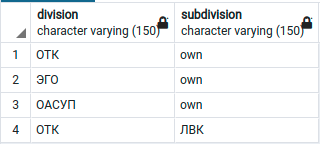 division subdivision
character varying (150) character varying (150)
1 ОТК own
2 ЭГО own
3 ОАСУП own
4 ОТК ЛВК